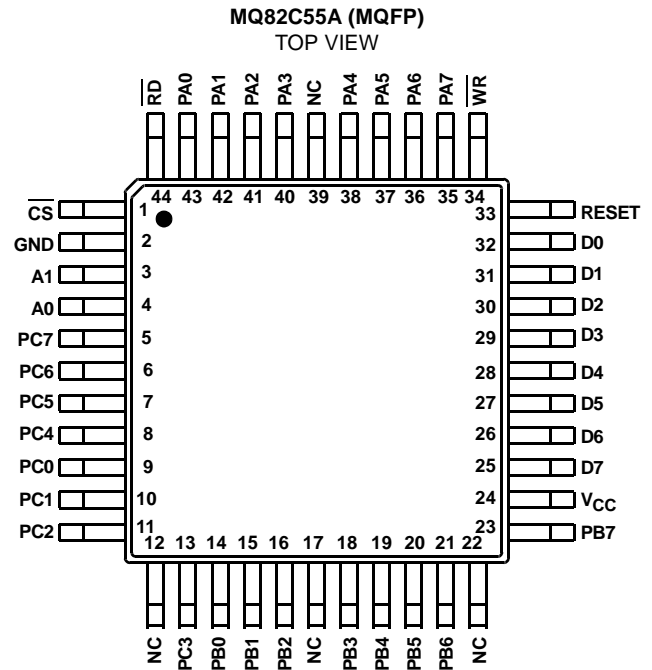 MQ82C55A (MQFP)
TOP VIEW
RD
PA0
PA1
PA2
PA3
NC
PA4
PA5
PA6
PA7
WR
44 43 42 41 40 39 38 37 36 35 34
CS 1 33 RESET
GND 2 32 D0
A1 3 31 D1
A0 4 30 D2
PC7 5 29 D3
PC6 6 28 D4
PC5 7 27 D5
PC4 8 26 D6
PC0 9 25 D7
PC1 10 24 VCC
PC2 11 23 PB7
12 13 14 15 16 17 18 19 20 21 22
NC
PC3
PB0
PB1
PB2
NC
PB3
PB4
PB5
PB6
NC